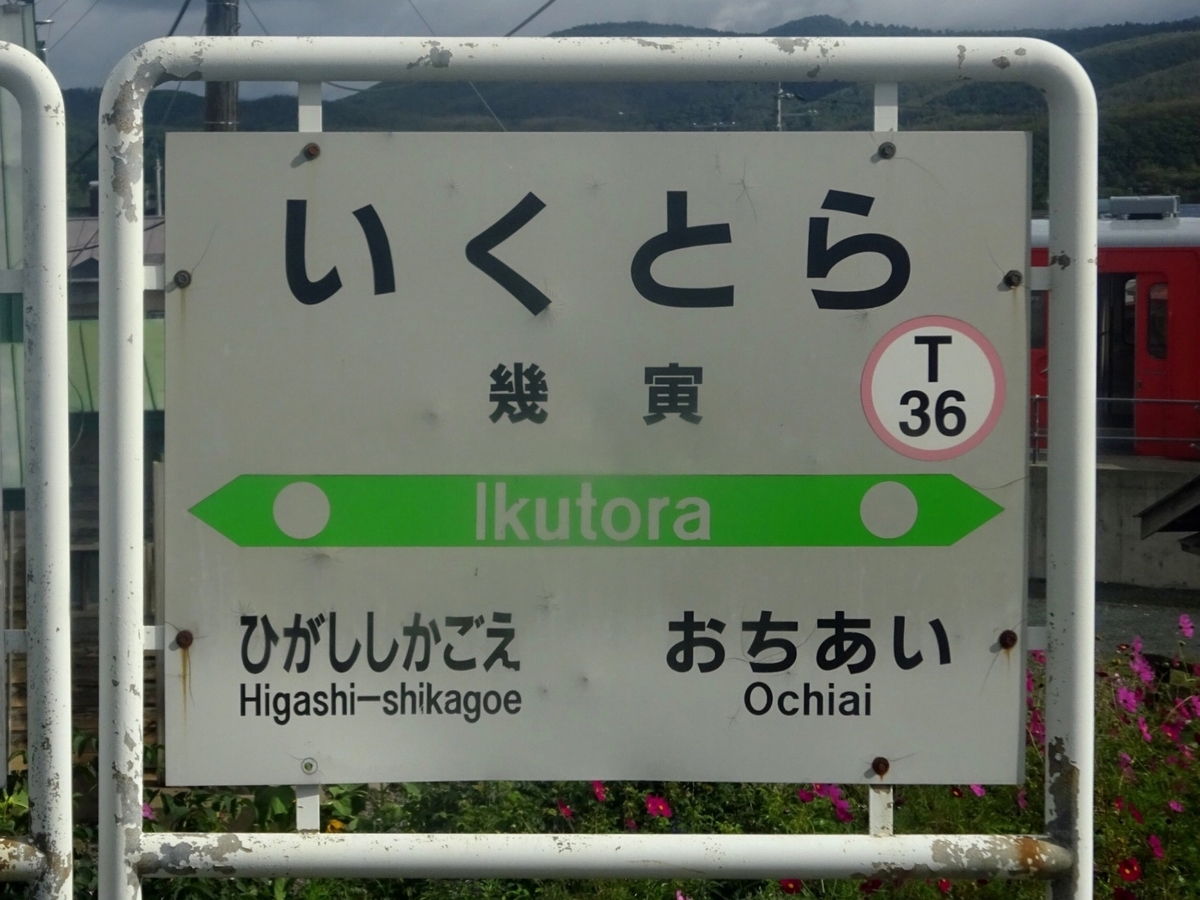 いくとら
幾寅
T
36
Ikutora
ひがししかごえ
Higashi-shikagoe
おちあい
Ochiai